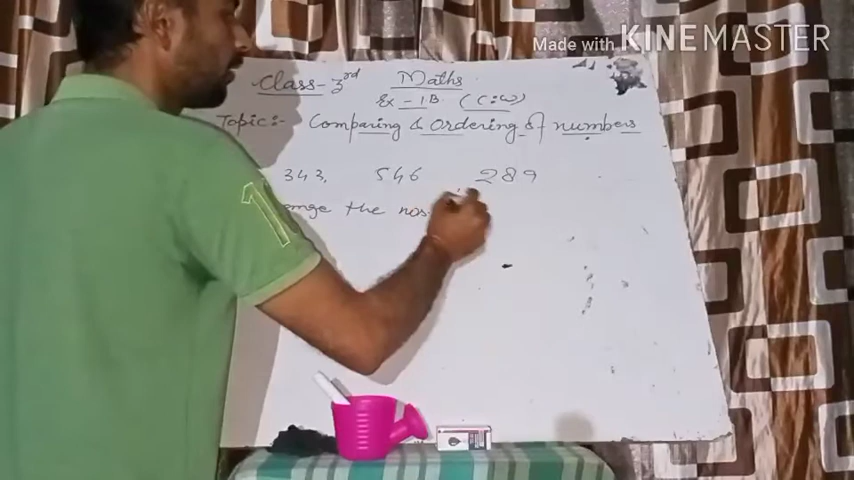 Made with KINEMASTER
Class-3rd Maths
Ex-1B (C:W)
Topic:- Comparing & Ordering of numbers
343, 546 289
the nos.